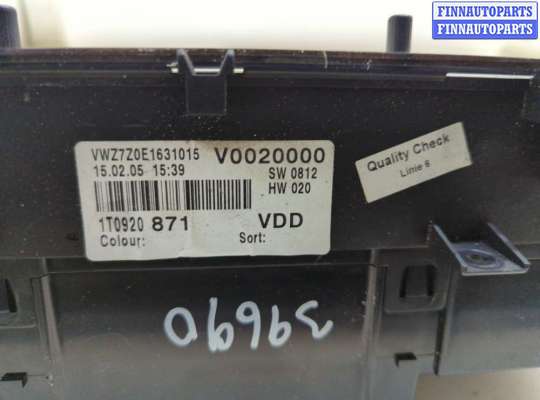 FINNAUTOPARTS
FINNAUTOPARTS
VWZ7Z0E1631015 V0020000
15.02.05 15:39 SW 0812
HW 020
1T0920 871 VDD
Colour: Sort:
Quality Check
Linie 6
39690